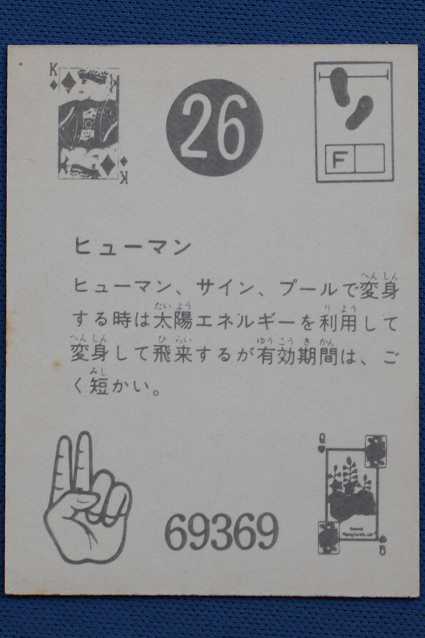 K
26
F
K
ヒューマン
ヒューマン、サイン、プールで変身
する時は太陽エネルギーを利用して
変身して飛来するが有効期間は、ご
く短かい。
Q
69369
Q